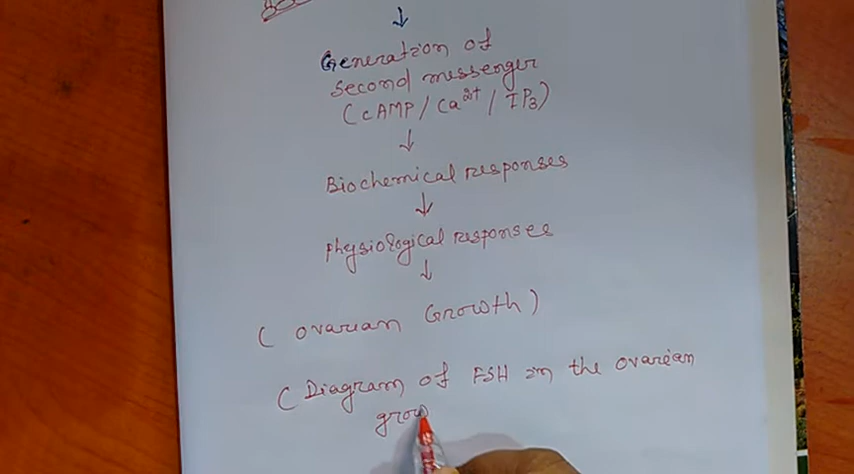 Generation of
second messenger
(cAMP / Ca2+ / IP3)
Biochemical responses
physiological responses
( ovarian Growth)
( Diagram of FSH in the ovarian
grow